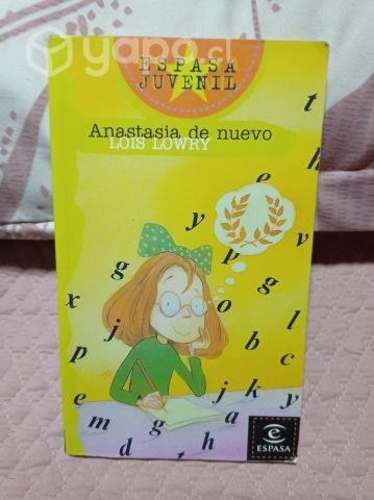 yapo.cl
ESPASA
JUVENIL
Anastasia de nuevo
LOIS LOWRY
t
h
e
y
p
n
g
i
x
o
l
j
b
p
c
e
j
k
y
m
g
h
a
d
t
e
ESPASA